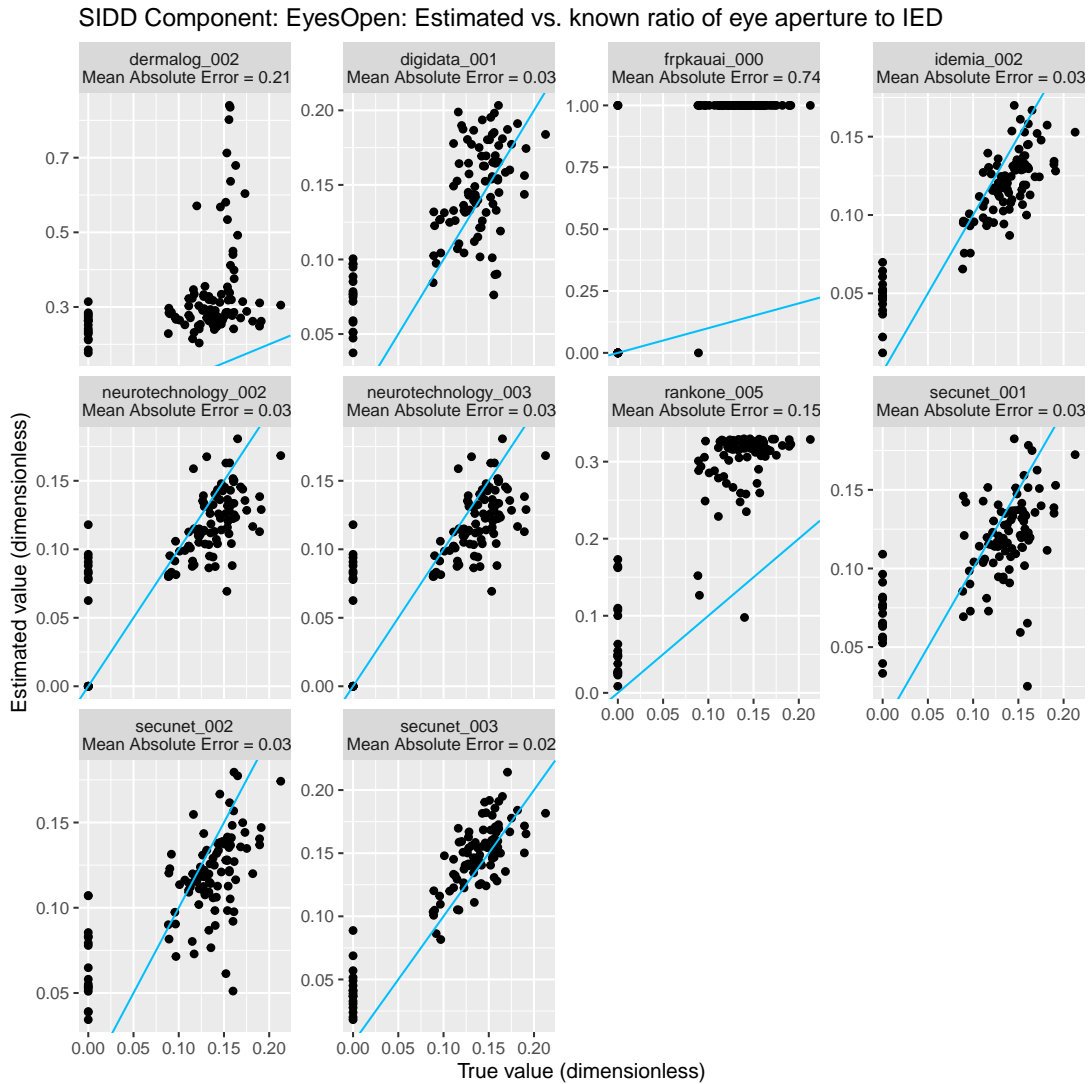 SIDD Component: EyesOpen: Estimated vs. known ratio of eye aperture to IED
dermalog_002
Mean Absolute Error = 0.21
digidata_001
Mean Absolute Error = 0.03
frpkauai_000
Mean Absolute Error = 0.74
idemia_002
Mean Absolute Error = 0.03
0.7
0.5
0.3
0.20
0.15
0.10
0.05
1.00
0.75
0.50
0.25
0.00
0.15
0.10
0.05
neurotechnology_002
Mean Absolute Error = 0.03
neurotechnology_003
Mean Absolute Error = 0.03
rankone_005
Mean Absolute Error = 0.15
secunet_001
Mean Absolute Error = 0.03
0.15
0.10
0.05
0.00
0.15
0.10
0.05
0.00
0.3
0.2
0.1
0.0
0.15
0.10
0.05
0.00 0.05 0.10 0.15 0.20
0.00 0.05 0.10 0.15 0.20
secunet_002
Mean Absolute Error = 0.03
secunet_003
Mean Absolute Error = 0.02
0.15
0.10
0.05
0.20
0.15
0.10
0.05
0.00 0.05 0.10 0.15 0.20
0.00 0.05 0.10 0.15 0.20
Estimated value (dimensionless)
True value (dimensionless)